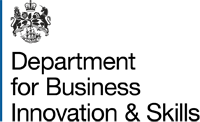 Department
for Business
Innovation & Skills